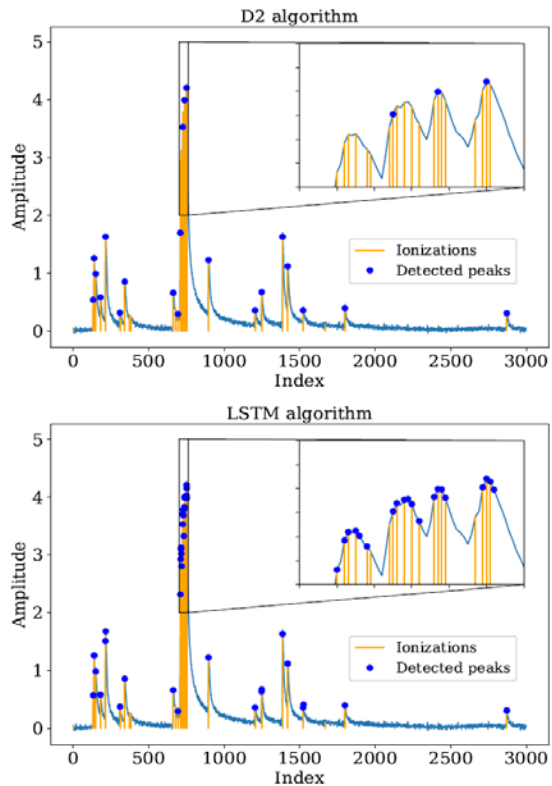 D2 algorithm
5
4
3
2
1
0
Amplitude
Ionizations
Detected peaks
0 500 1000 1500 2000 2500 3000
Index
LSTM algorithm
5
4
3
2
1
0
Amplitude
Ionizations
Detected peaks
0 500 1000 1500 2000 2500 3000
Index